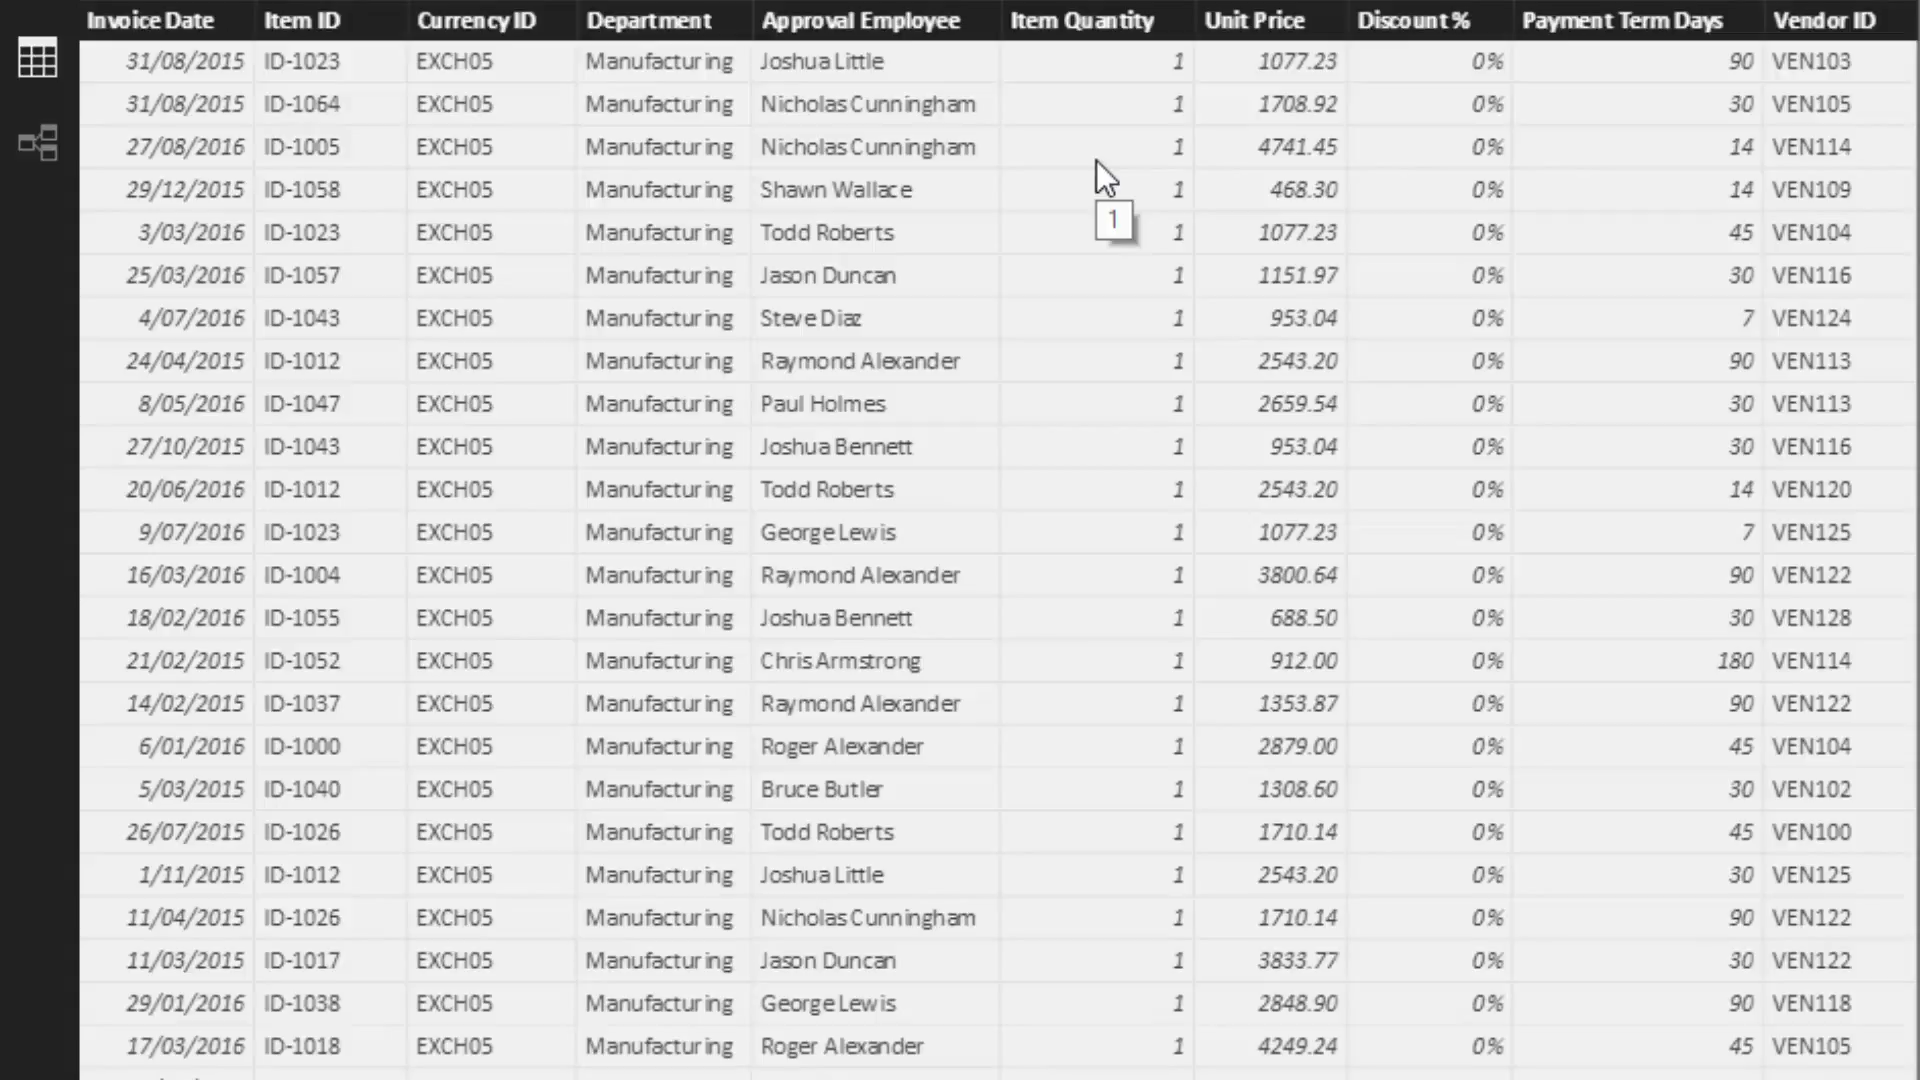 Invoice Date Item ID Currency ID Department Approval Employee Item Quantity Unit Price Discount % Payment Term Days Vendor ID
31/08/2015 ID-1023 EXCH05 Manufacturing Joshua Little 1 1077.23 0% 90 VEN103
31/08/2015 ID-1064 EXCH05 Manufacturing Nicholas Cunningham 1 1708.92 0% 30 VEN105
27/08/2016 ID-1005 EXCH05 Manufacturing Nicholas Cunningham 1 4741.45 0% 14 VEN114
29/12/2015 ID-1058 EXCH05 Manufacturing Shawn Wallace 1 468.30 0% 14 VEN109
1
3/03/2016 ID-1023 EXCH05 Manufacturing Todd Roberts 1 1077.23 0% 45 VEN104
25/03/2016 ID-1057 EXCH05 Manufacturing Jason Duncan 1 1151.97 0% 30 VEN116
4/07/2016 ID-1043 EXCH05 Manufacturing Steve Diaz 1 953.04 0% 7 VEN124
24/04/2015 ID-1012 EXCH05 Manufacturing Raymond Alexander 1 2543.20 0% 90 VEN113
8/05/2016 ID-1047 EXCH05 Manufacturing Paul Holmes 1 2659.54 0% 30 VEN113
27/10/2015 ID-1043 EXCH05 Manufacturing Joshua Bennett 1 953.04 0% 30 VEN116
20/06/2016 ID-1012 EXCH05 Manufacturing Todd Roberts 1 2543.20 0% 14 VEN120
9/07/2016 ID-1023 EXCH05 Manufacturing George Lewis 1 1077.23 0% 7 VEN125
16/03/2016 ID-1004 EXCH05 Manufacturing Raymond Alexander 1 3800.64 0% 90 VEN122
18/02/2016 ID-1055 EXCH05 Manufacturing Joshua Bennett 1 688.50 0% 30 VEN128
21/02/2015 ID-1052 EXCH05 Manufacturing Chris Armstrong 1 912.00 0% 180 VEN114
14/02/2015 ID-1037 EXCH05 Manufacturing Raymond Alexander 1 1353.87 0% 90 VEN122
6/01/2016 ID-1000 EXCH05 Manufacturing Roger Alexander 1 2879.00 0% 45 VEN104
5/03/2015 ID-1040 EXCH05 Manufacturing Bruce Butler 1 1308.60 0% 30 VEN102
26/07/2015 ID-1026 EXCH05 Manufacturing Todd Roberts 1 1710.14 0% 45 VEN100
1/11/2015 ID-1012 EXCH05 Manufacturing Joshua Little 1 2543.20 0% 30 VEN125
11/04/2015 ID-1026 EXCH05 Manufacturing Nicholas Cunningham 1 1710.14 0% 90 VEN122
11/03/2015 ID-1017 EXCH05 Manufacturing Jason Duncan 1 3833.77 0% 30 VEN122
29/01/2016 ID-1038 EXCH05 Manufacturing George Lewis 1 2848.90 0% 90 VEN118
17/03/2016 ID-1018 EXCH05 Manufacturing Roger Alexander 1 4249.24 0% 45 VEN105